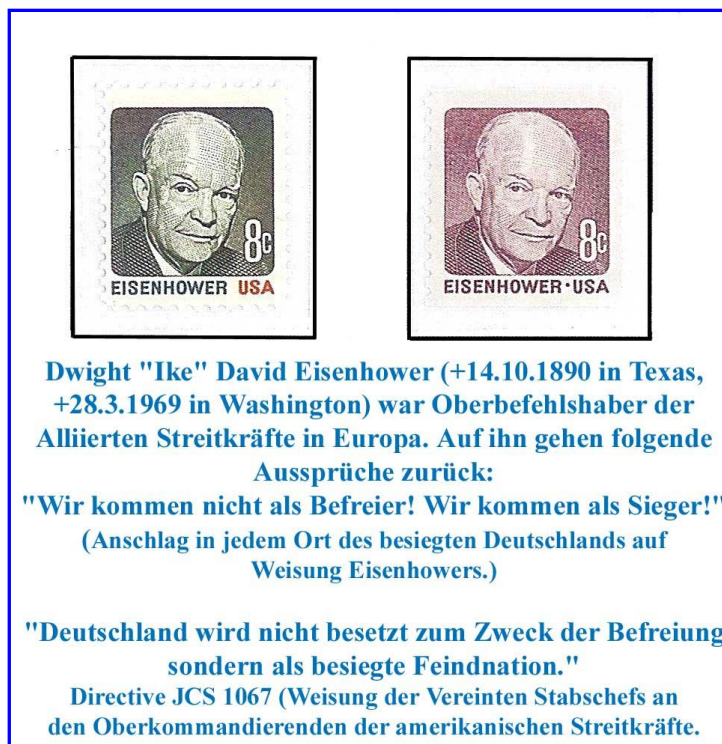 8c
EISENHOWER USA
8c
EISENHOWER·USA
Dwight "Ike" David Eisenhower (+14.10.1890 in Texas,
+28.3.1969 in Washington) war Oberbefehlshaber der
Alliierten Streitkräfte in Europa. Auf ihn gehen folgende
Aussprüche zurück:
"Wir kommen nicht als Befreier! Wir kommen als Sieger!"
(Anschlag in jedem Ort des besiegten Deutschlands auf
Weisung Eisenhowers.)
"Deutschland wird nicht besetzt zum Zweck der Befreiung
sondern als besiegte Feindnation."
Directive JCS 1067 (Weisung der Vereinten Stabschefs an
den Oberkommandierenden der amerikanischen Streitkräfte.